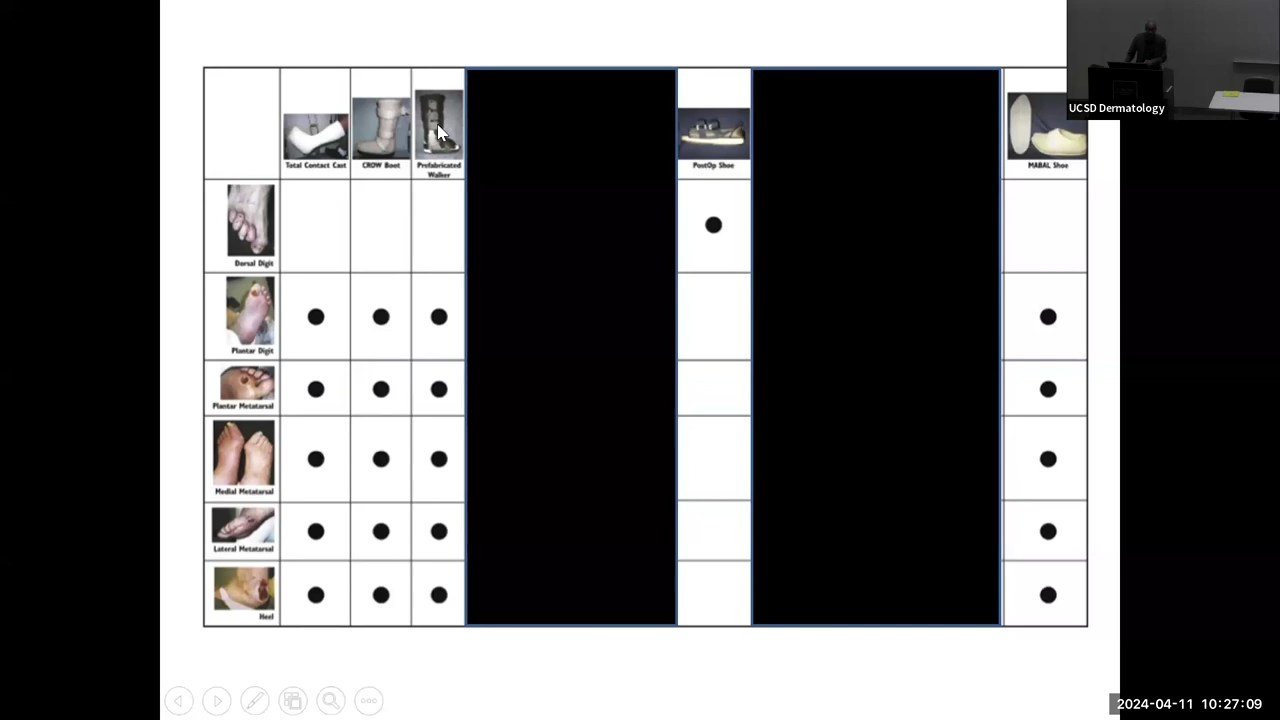 UCSD Dermatology
Total Contact Cast
CROW Boot
Prefabricated
Walker
PostOp Shoe
MABAL Shoe
Dorsal Digit
Plantar Digit
Plantar Metatarsal
Medial Metatarsal
Lateral Metatarsal
Heel
2024-04-11 10:27:09